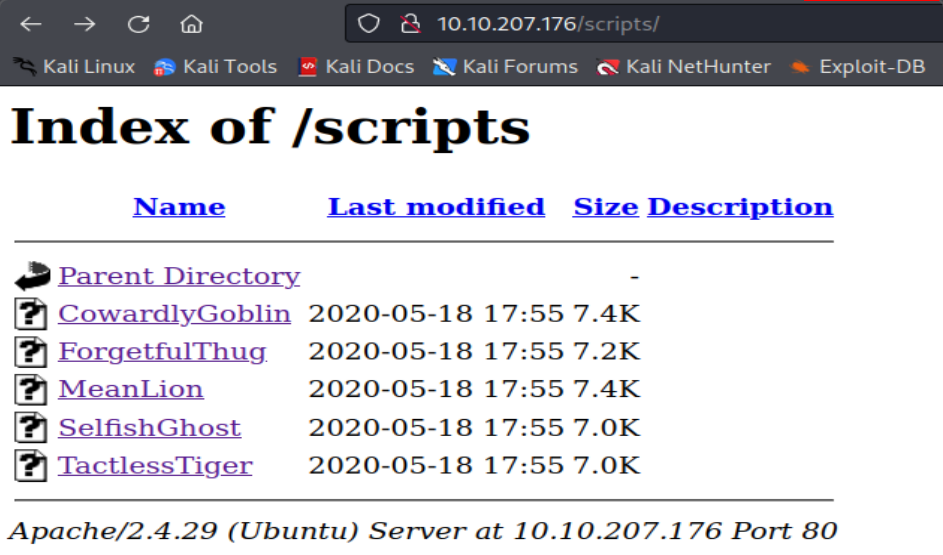 10.10.207.176/scripts/
Kali Linux Kali Tools Kali Docs Kali Forums Kali NetHunter Exploit-DB
Index of /scripts
Name Last modified Size Description
Parent Directory -
CowardlyGoblin 2020-05-18 17:55 7.4K
ForgetfulThug 2020-05-18 17:55 7.2K
MeanLion 2020-05-18 17:55 7.4K
SelfishGhost 2020-05-18 17:55 7.0K
TactlessTiger 2020-05-18 17:55 7.0K
Apache/2.4.29 (Ubuntu) Server at 10.10.207.176 Port 80